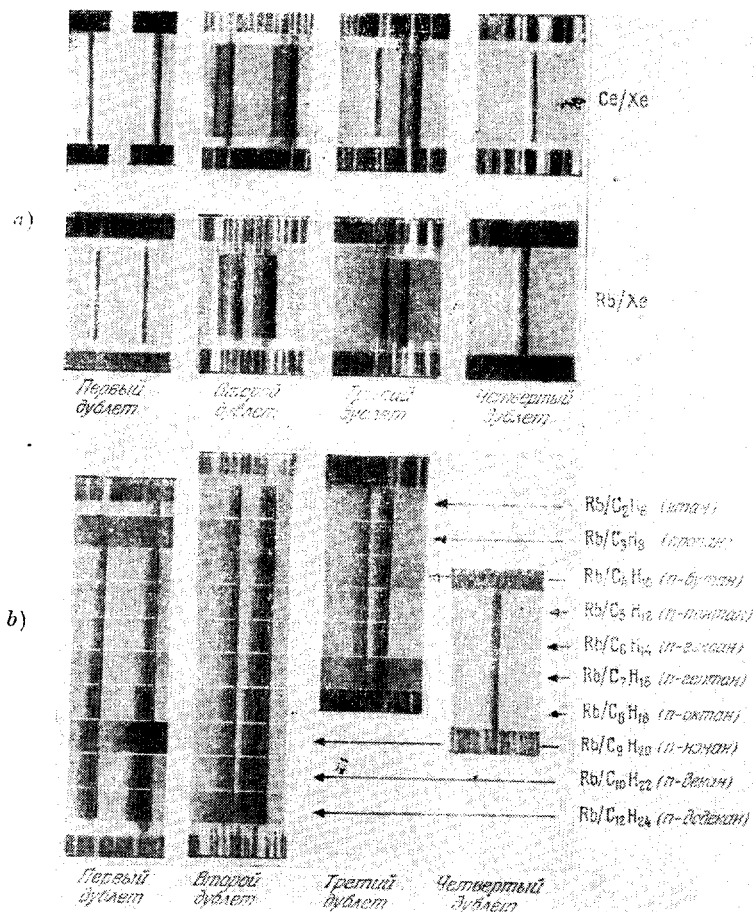 Ce/Xe
a)
Rb/Xe
Первый дублет
Второй дублет
Третий дублет
Четвертый дублет
Rb/C₂H₆ (этан)
Rb/C₃H₈ (пропан)
Rb/C₄H₁₀ (п-бутан)
Rb/C₅H₁₂ (п-пентан)
b)
Rb/C₆H₁₄ (п-гексан)
Rb/C₇H₁₆ (п-гептан)
Rb/C₈H₁₈ (п-октан)
Rb/C₉H₂₀ (п-нонан)
Rb/C₁₀H₂₂ (п-декан)
Rb/C₁₂H₂₄ (п-додекан)
Первый дублет
Второй дублет
Третий дублет
Четвертый дублет